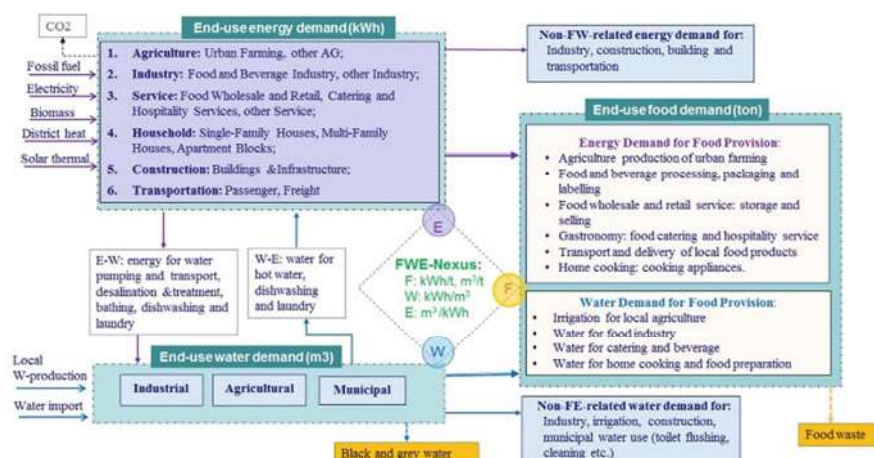 End-use energy demand (kWh)
CO2
Fossil fuel
Electricity
Biomass
District heat
Solar thermal
1. Agriculture: Urban Farming, other AG;
2. Industry: Food and Beverage Industry, other Industry;
3. Service: Food Wholesale and Retail, Catering and
Hospitality Services, other Service;
4. Household: Single-Family Houses, Multi-Family
Houses, Apartment Blocks;
5. Construction: Buildings &Infrastructure;
6. Transportation: Passenger, Freight
Non-FW-related energy demand for:
Industry, construction, building and
transportation
End-use food demand (ton)
Energy Demand for Food Provision:
• Agriculture production of urban farming
• Food and beverage processing, packaging and
labelling
• Food wholesale and retail service: storage and
selling
• Gastronomy: food catering and hospitality service
• Transport and delivery of local food products
• Home cooking: cooking appliances.
Water Demand for Food Provision:
• Irrigation for local agriculture
• Water for food industry
• Water for catering and beverage
• Water for home cooking and food preparation
E-W: energy for water
pumping and transport,
desalination &treatment,
bathing, dishwashing and
laundry
W-E: water for
hot water,
dishwashing
and laundry
E
FWE-Nexus:
F: kWh/t, m³/t
W: kWh/m³
E: m³/kWh
F
W
End-use water demand (m3)
Local
W-production
Water import
Industrial
Agricultural
Municipal
Non-FE-related water demand for:
Industry, irrigation, construction,
municipal water use (toilet flushing,
cleaning etc.)
Black and grey water
Food waste